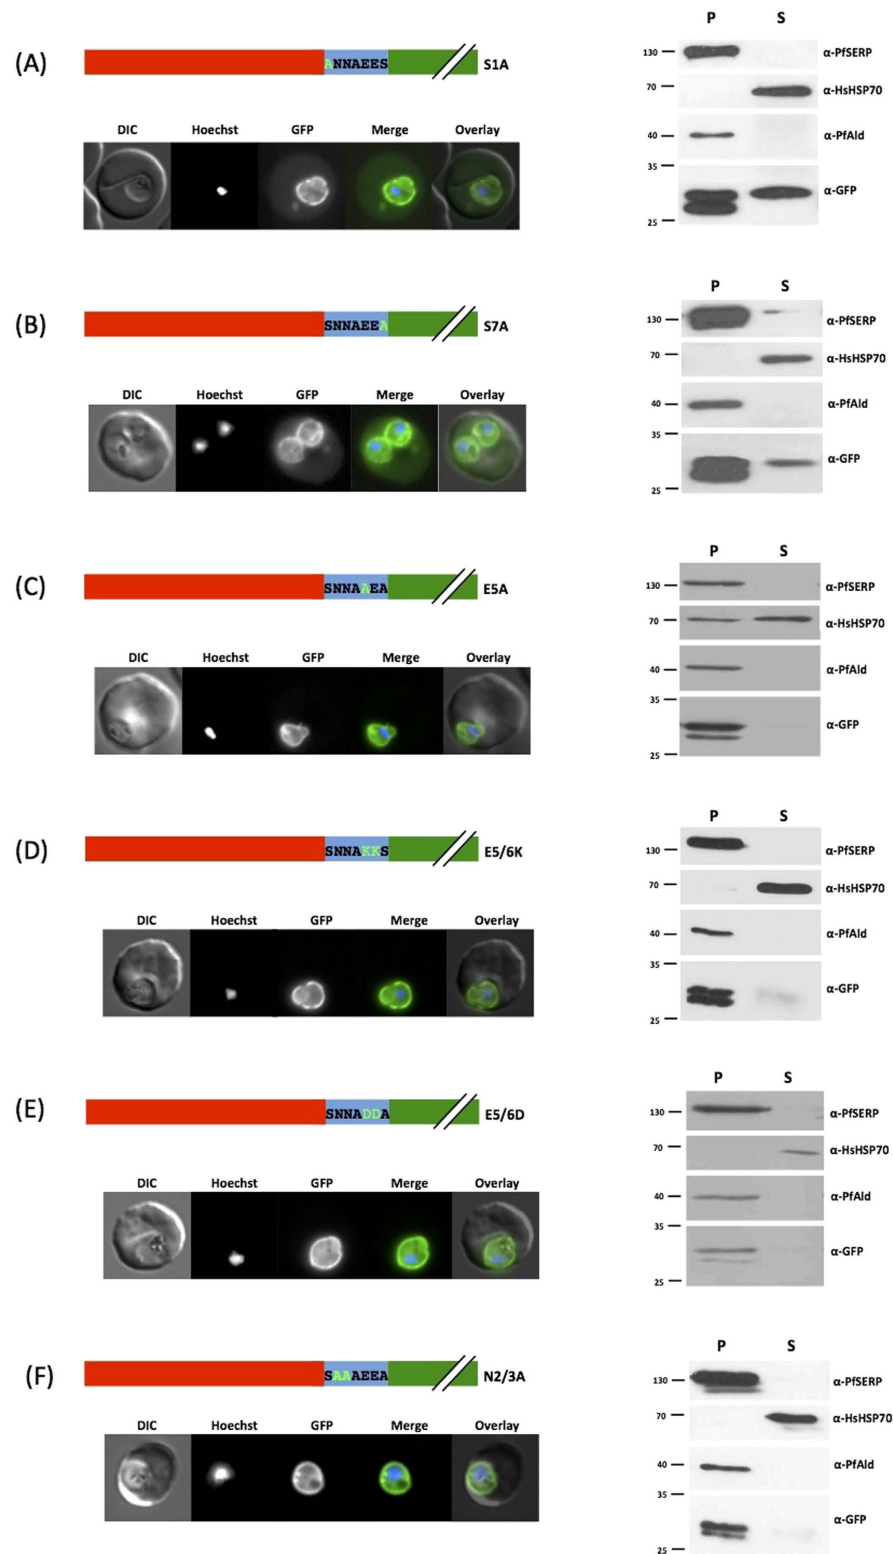 (A) ANNAEES S1A
DIC Hoechst GFP Merge Overlay
P S
130 α-PfSERP
70 α-HsHSP70
40 α-PfAld
35
α-GFP
25
(B) SNNAEEA S7A
DIC Hoechst GFP Merge Overlay
P S
130 α-PfSERP
70 α-HsHSP70
40 α-PfAld
35
α-GFP
25
(C) SNNAAEA E5A
DIC Hoechst GFP Merge Overlay
P S
130 α-PfSERP
70 α-HsHSP70
40 α-PfAld
35
α-GFP
25
(D) SNNAKKS E5/6K
DIC Hoechst GFP Merge Overlay
P S
130 α-PfSERP
70 α-HsHSP70
40 α-PfAld
35
α-GFP
25
(E) SNNADDA E5/6D
DIC Hoechst GFP Merge Overlay
P S
130 α-PfSERP
70 α-HsHSP70
40 α-PfAld
35
α-GFP
25
(F) SAAAEEA N2/3A
DIC Hoechst GFP Merge Overlay
P S
130 α-PfSERP
70 α-HsHSP70
40 α-PfAld
35
α-GFP
25